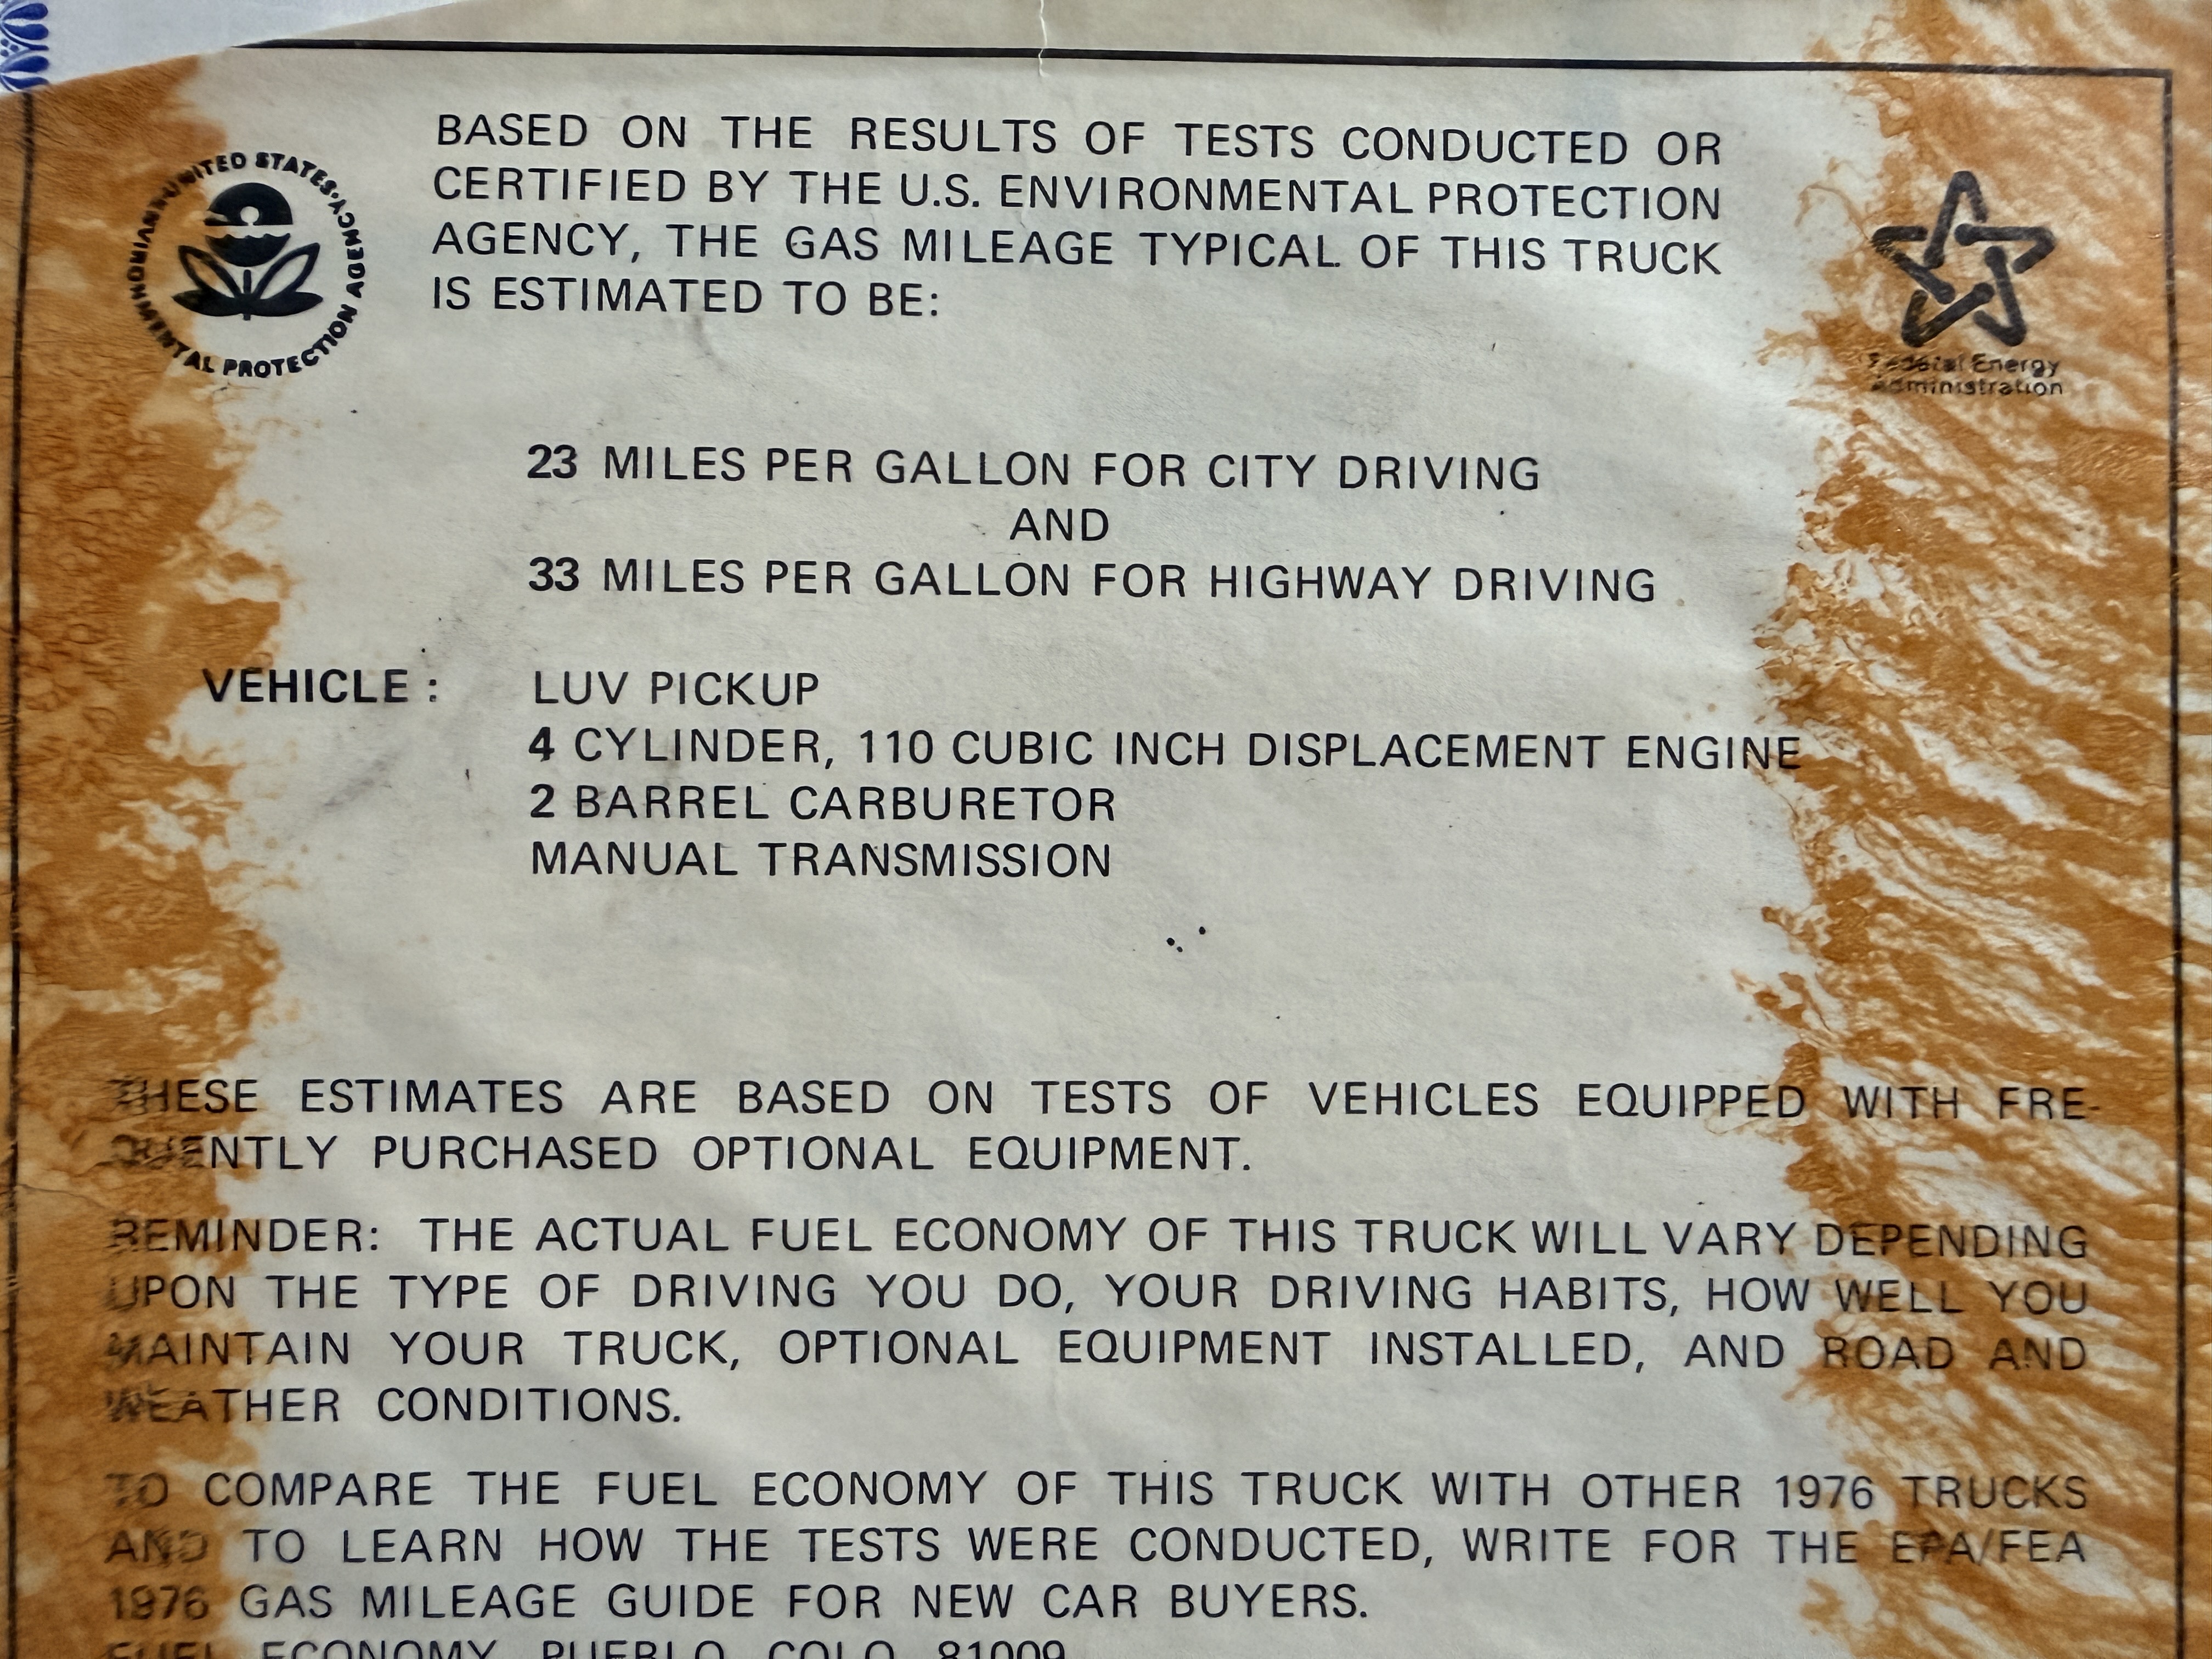 BASED ON THE RESULTS OF TESTS CONDUCTED OR
CERTIFIED BY THE U.S. ENVIRONMENTAL PROTECTION
AGENCY, THE GAS MILEAGE TYPICAL OF THIS TRUCK
IS ESTIMATED TO BE:
UNITED STATES · ENVIRONMENTAL PROTECTION AGENCY
Federal Energy
Administration
23 MILES PER GALLON FOR CITY DRIVING
AND
33 MILES PER GALLON FOR HIGHWAY DRIVING
VEHICLE : LUV PICKUP
4 CYLINDER, 110 CUBIC INCH DISPLACEMENT ENGINE
2 BARREL CARBURETOR
MANUAL TRANSMISSION
THESE ESTIMATES ARE BASED ON TESTS OF VEHICLES EQUIPPED WITH FRE-
QUENTLY PURCHASED OPTIONAL EQUIPMENT.
REMINDER: THE ACTUAL FUEL ECONOMY OF THIS TRUCK WILL VARY DEPENDING
UPON THE TYPE OF DRIVING YOU DO, YOUR DRIVING HABITS, HOW WELL YOU
MAINTAIN YOUR TRUCK, OPTIONAL EQUIPMENT INSTALLED, AND ROAD AND
WEATHER CONDITIONS.
TO COMPARE THE FUEL ECONOMY OF THIS TRUCK WITH OTHER 1976 TRUCKS
AND TO LEARN HOW THE TESTS WERE CONDUCTED, WRITE FOR THE EPA/FEA
1976 GAS MILEAGE GUIDE FOR NEW CAR BUYERS.
FUEL ECONOMY, PUEBLO, COLO. 81009